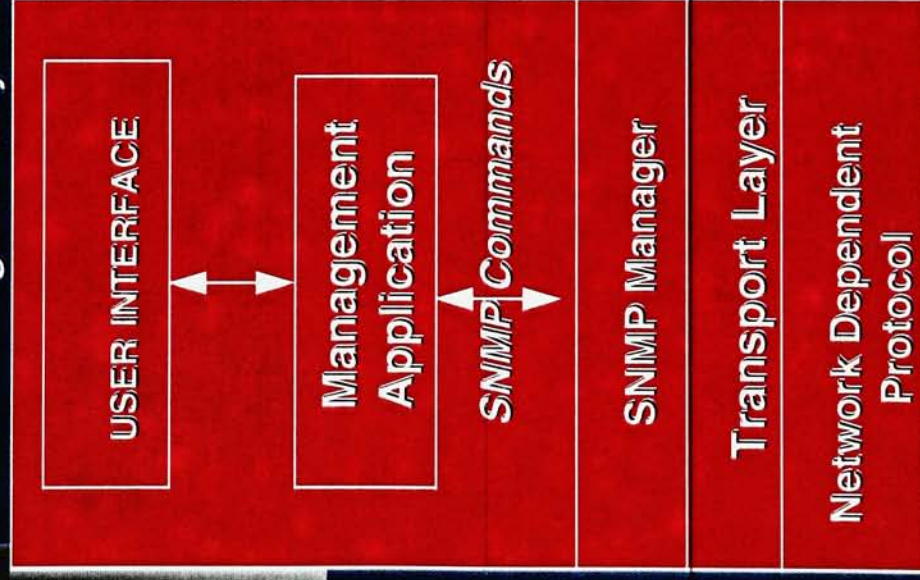 USER INTERFACE
Management
Application
SNMP Commands
SNMP Manager
Transport Layer
Network Dependent
Protocol